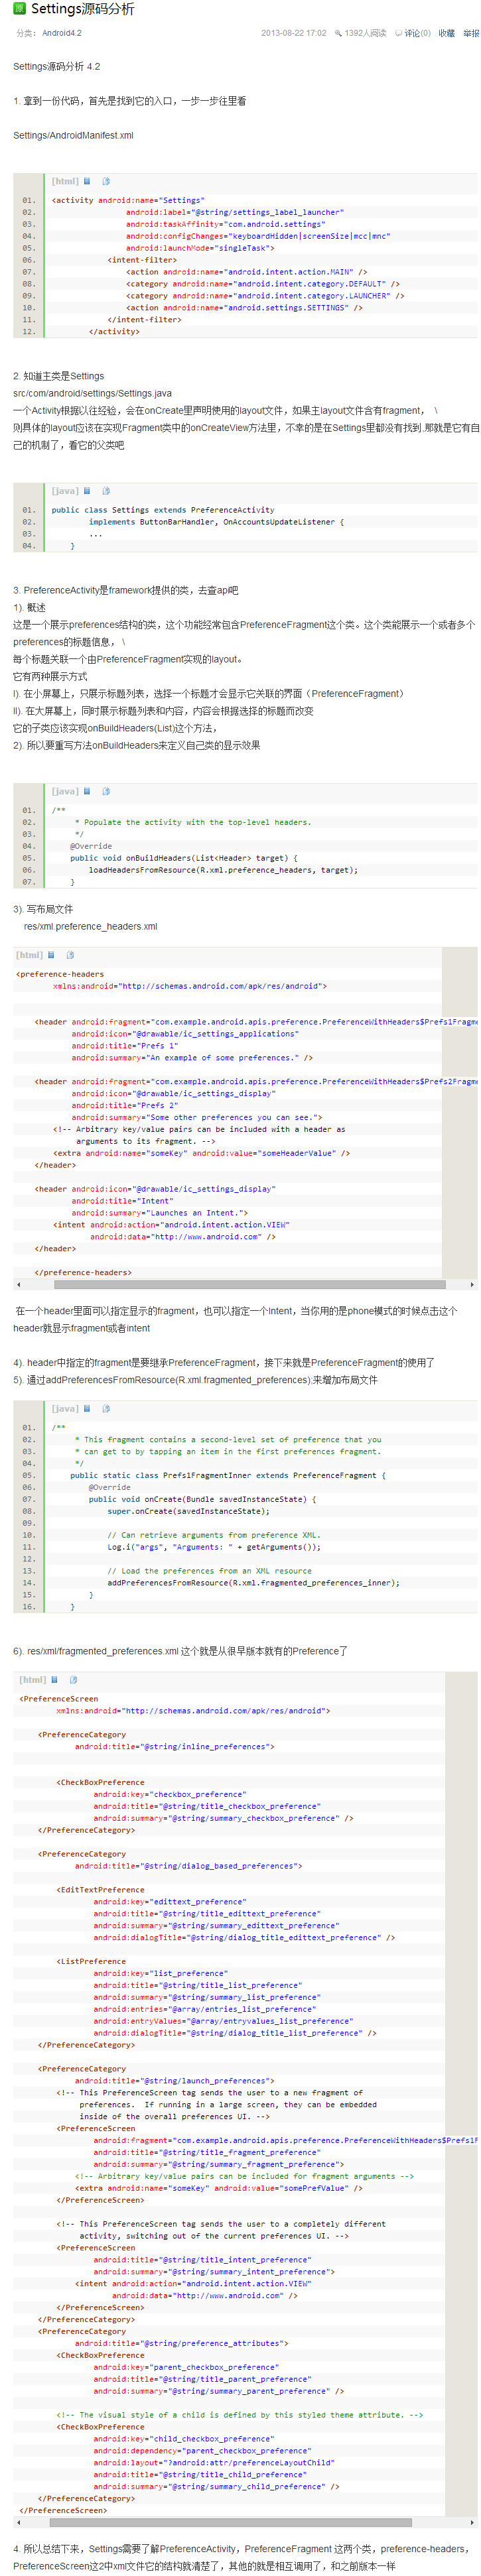 源 Settings源码分析
分类： Android4.2 2013-08-22 17:02 1392人阅读 评论(0) 收藏 举报
Settings源码分析 4.2
1. 拿到一份代码，首先是找到它的入口，一步一步往里看
Settings/AndroidManifest.xml
[html]
01. <activity android:name="Settings"
02. android:label="@string/settings_label_launcher"
03. android:taskAffinity="com.android.settings"
04. android:configChanges="keyboardHidden|screenSize|mcc|mnc"
05. android:launchMode="singleTask">
06. <intent-filter>
07. <action android:name="android.intent.action.MAIN" />
08. <category android:name="android.intent.category.DEFAULT" />
09. <category android:name="android.intent.category.LAUNCHER" />
10. <action android:name="android.settings.SETTINGS" />
11. </intent-filter>
12. </activity>
2. 知道主类是Settings
src/com/android/settings/Settings.java
一个Activity根据以往经验，会在onCreate里声明使用的layout文件，如果主layout文件含有fragment， \
则具体的layout应该在实现Fragment类中的onCreateView方法里，不幸的是在Settings里都没有找到,那就是它有自
己的机制了，看它的父类吧
[java]
01. public class Settings extends PreferenceActivity
02. implements ButtonBarHandler, OnAccountsUpdateListener {
03. ...
04. }
3. PreferenceActivity是framework提供的类，去查api吧
1). 概述
这是一个展示preferences结构的类，这个功能经常包含PreferenceFragment这个类。这个类能展示一个或者多个
preferences的标题信息， \
每个标题关联一个由PreferenceFragment实现的layout。
它有两种展示方式
I). 在小屏幕上，只展示标题列表，选择一个标题才会显示它关联的界面（PreferenceFragment）
II). 在大屏幕上，同时展示标题列表和内容，内容会根据选择的标题而改变
它的子类应该实现onBuildHeaders(List)这个方法，
2). 所以要重写方法onBuildHeaders来定义自己类的显示效果
[java]
01. /**
02. * Populate the activity with the top-level headers.
03. */
04. @Override
05. public void onBuildHeaders(List<Header> target) {
06. loadHeadersFromResource(R.xml.preference_headers, target);
07. }
3). 写布局文件
res/xml.preference_headers.xml
[html]
<preference-headers
xmlns:android="http://schemas.android.com/apk/res/android">
<header android:fragment="com.example.android.apis.preference.PreferenceWithHeaders$Prefs1Fragme
android:icon="@drawable/ic_settings_applications"
android:title="Prefs 1"
android:summary="An example of some preferences." />
<header android:fragment="com.example.android.apis.preference.PreferenceWithHeaders$Prefs2Fragme
android:icon="@drawable/ic_settings_display"
android:title="Prefs 2"
android:summary="Some other preferences you can see.">
<!-- Arbitrary key/value pairs can be included with a header as
arguments to its fragment. -->
<extra android:name="someKey" android:value="someHeaderValue" />
</header>
<header android:icon="@drawable/ic_settings_display"
android:title="Intent"
android:summary="Launches an Intent.">
<intent android:action="android.intent.action.VIEW"
android:data="http://www.android.com" />
</header>
</preference-headers>
在一个header里面可以指定显示的fragment，也可以指定一个Intent，当你用的是phone模式的时候点击这个
header就显示fragment或者intent
4). header中指定的fragment是要继承PreferenceFragment，接下来就是PreferenceFragment的使用了
5). 通过addPreferencesFromResource(R.xml.fragmented_preferences);来增加布局文件
[java]
01. /**
02. * This fragment contains a second-level set of preference that you
03. * can get to by tapping an item in the first preferences fragment.
04. */
05. public static class Prefs1FragmentInner extends PreferenceFragment {
06. @Override
07. public void onCreate(Bundle savedInstanceState) {
08. super.onCreate(savedInstanceState);
09.
10. // Can retrieve arguments from preference XML.
11. Log.i("args", "Arguments: " + getArguments());
12.
13. // Load the preferences from an XML resource
14. addPreferencesFromResource(R.xml.fragmented_preferences_inner);
15. }
16. }
6). res/xml/fragmented_preferences.xml 这个就是从很早版本就有的Preference了
[html]
<PreferenceScreen
xmlns:android="http://schemas.android.com/apk/res/android">
<PreferenceCategory
android:title="@string/inline_preferences">
<CheckBoxPreference
android:key="checkbox_preference"
android:title="@string/title_checkbox_preference"
android:summary="@string/summary_checkbox_preference" />
</PreferenceCategory>
<PreferenceCategory
android:title="@string/dialog_based_preferences">
<EditTextPreference
android:key="edittext_preference"
android:title="@string/title_edittext_preference"
android:summary="@string/summary_edittext_preference"
android:dialogTitle="@string/dialog_title_edittext_preference" />
<ListPreference
android:key="list_preference"
android:title="@string/title_list_preference"
android:summary="@string/summary_list_preference"
android:entries="@array/entries_list_preference"
android:entryValues="@array/entryvalues_list_preference"
android:dialogTitle="@string/dialog_title_list_preference" />
</PreferenceCategory>
<PreferenceCategory
android:title="@string/launch_preferences">
<!-- This PreferenceScreen tag sends the user to a new fragment of
preferences. If running in a large screen, they can be embedded
inside of the overall preferences UI. -->
<PreferenceScreen
android:fragment="com.example.android.apis.preference.PreferenceWithHeaders$Prefs1F
android:title="@string/title_fragment_preference"
android:summary="@string/summary_fragment_preference">
<!-- Arbitrary key/value pairs can be included for fragment arguments -->
<extra android:name="someKey" android:value="somePrefValue" />
</PreferenceScreen>
<!-- This PreferenceScreen tag sends the user to a completely different
activity, switching out of the current preferences UI. -->
<PreferenceScreen
android:title="@string/title_intent_preference"
android:summary="@string/summary_intent_preference">
<intent android:action="android.intent.action.VIEW"
android:data="http://www.android.com" />
</PreferenceScreen>
</PreferenceCategory>
<PreferenceCategory
android:title="@string/preference_attributes">
<CheckBoxPreference
android:key="parent_checkbox_preference"
android:title="@string/title_parent_preference"
android:summary="@string/summary_parent_preference" />
<!-- The visual style of a child is defined by this styled theme attribute. -->
<CheckBoxPreference
android:key="child_checkbox_preference"
android:dependency="parent_checkbox_preference"
android:layout="?android:attr/preferenceLayoutChild"
android:title="@string/title_child_preference"
android:summary="@string/summary_child_preference" />
</PreferenceCategory>
</PreferenceScreen>
4. 所以总结下来，Settings需要了解PreferenceActivity，PreferenceFragment 这两个类，preference-headers，
PreferenceScreen这2中xml文件它的结构就清楚了，其他的就是相互调用了，和之前版本一样